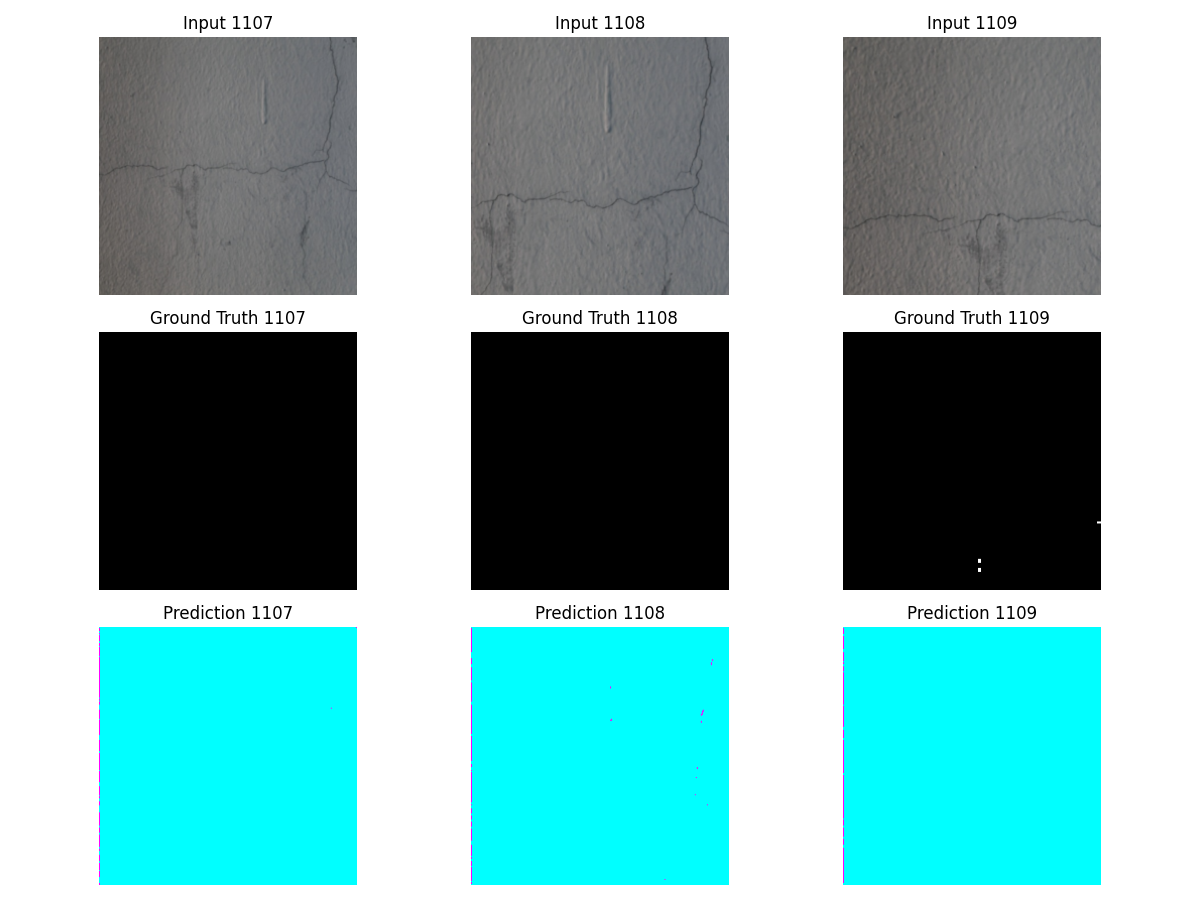 Input 1107
Input 1108
Input 1109
Ground Truth 1107
Ground Truth 1108
Ground Truth 1109
Prediction 1107
Prediction 1108
Prediction 1109